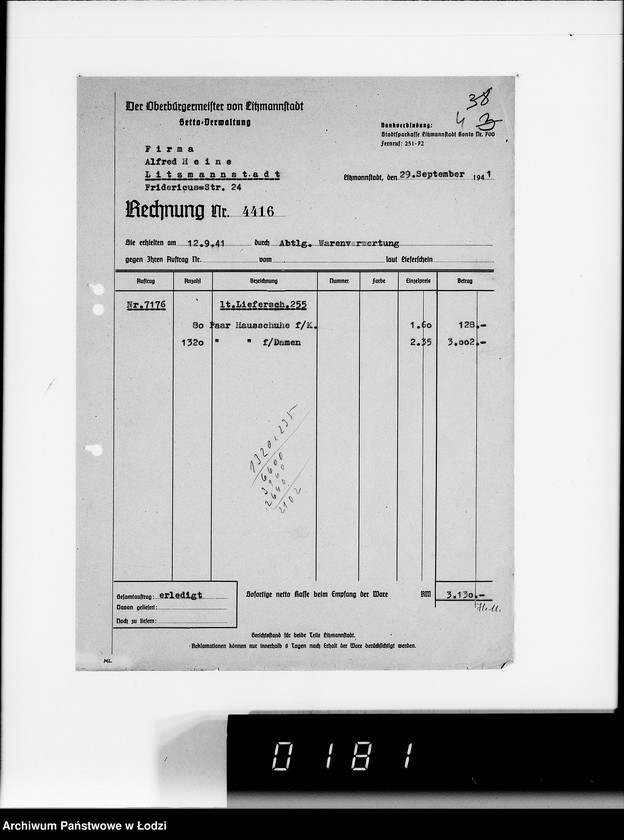 Der Oberbürgermeister von Litzmannstadt
Getto-Verwaltung
38
4 3
Bankverbindung:
Stadtsparkasse Litzmannstadt Konto Nr. 700
Fernruf: 251-72
Firma
Alfred Heine
Litzmannstadt
Fridericus=Str. 24
Litzmannstadt, den 29.September 1941
Rechnung Nr. 4416
Sie erhielten am 12.9.41 durch Abtlg. Warenverwertung
gegen Ihren Auftrag Nr. vom laut Lieferschein
Auftrag Anzahl Bezeichnung Nummer Farbe Einzelpreis Betrag
Nr.7176 lt.Liefersch.255
80 Paar Hausschuhe f/K. 1.60 128.-
1320 " " f/Damen 2.35 3.002.-
1320 . 235
6600
3960
2640
3102
Gesamtauftrag: erledigt
Sofortige netto Kasse beim Empfang der Ware RM 3.130.-
Davon geliefert:
Noch zu liefern:
Gerichtsstand für beide Teile Litzmannstadt.
Reklamationen können nur innerhalb 8 Tagen nach Erhalt der Ware berücksichtigt werden.
ML.
0181
Archiwum Państwowe w Łodzi